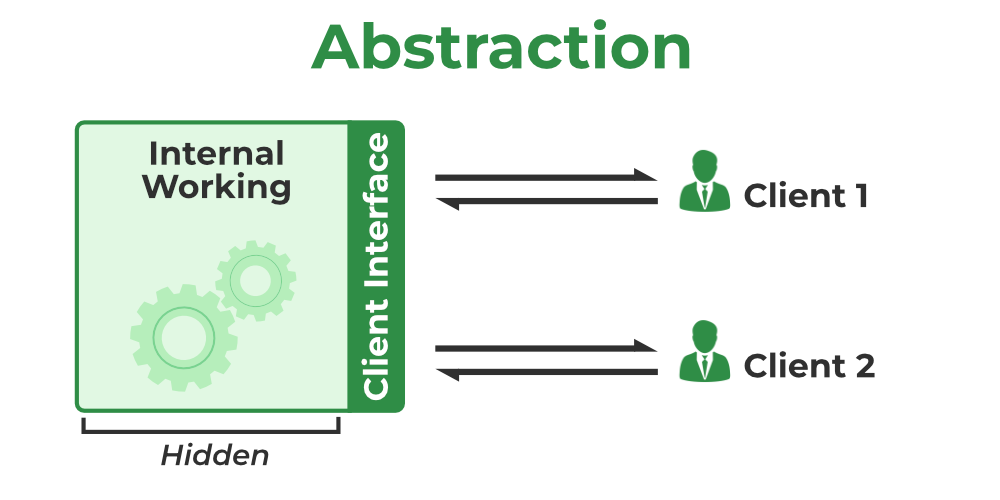 Abstraction
Internal
Working
Client Interface
Client 1
Client 2
Hidden